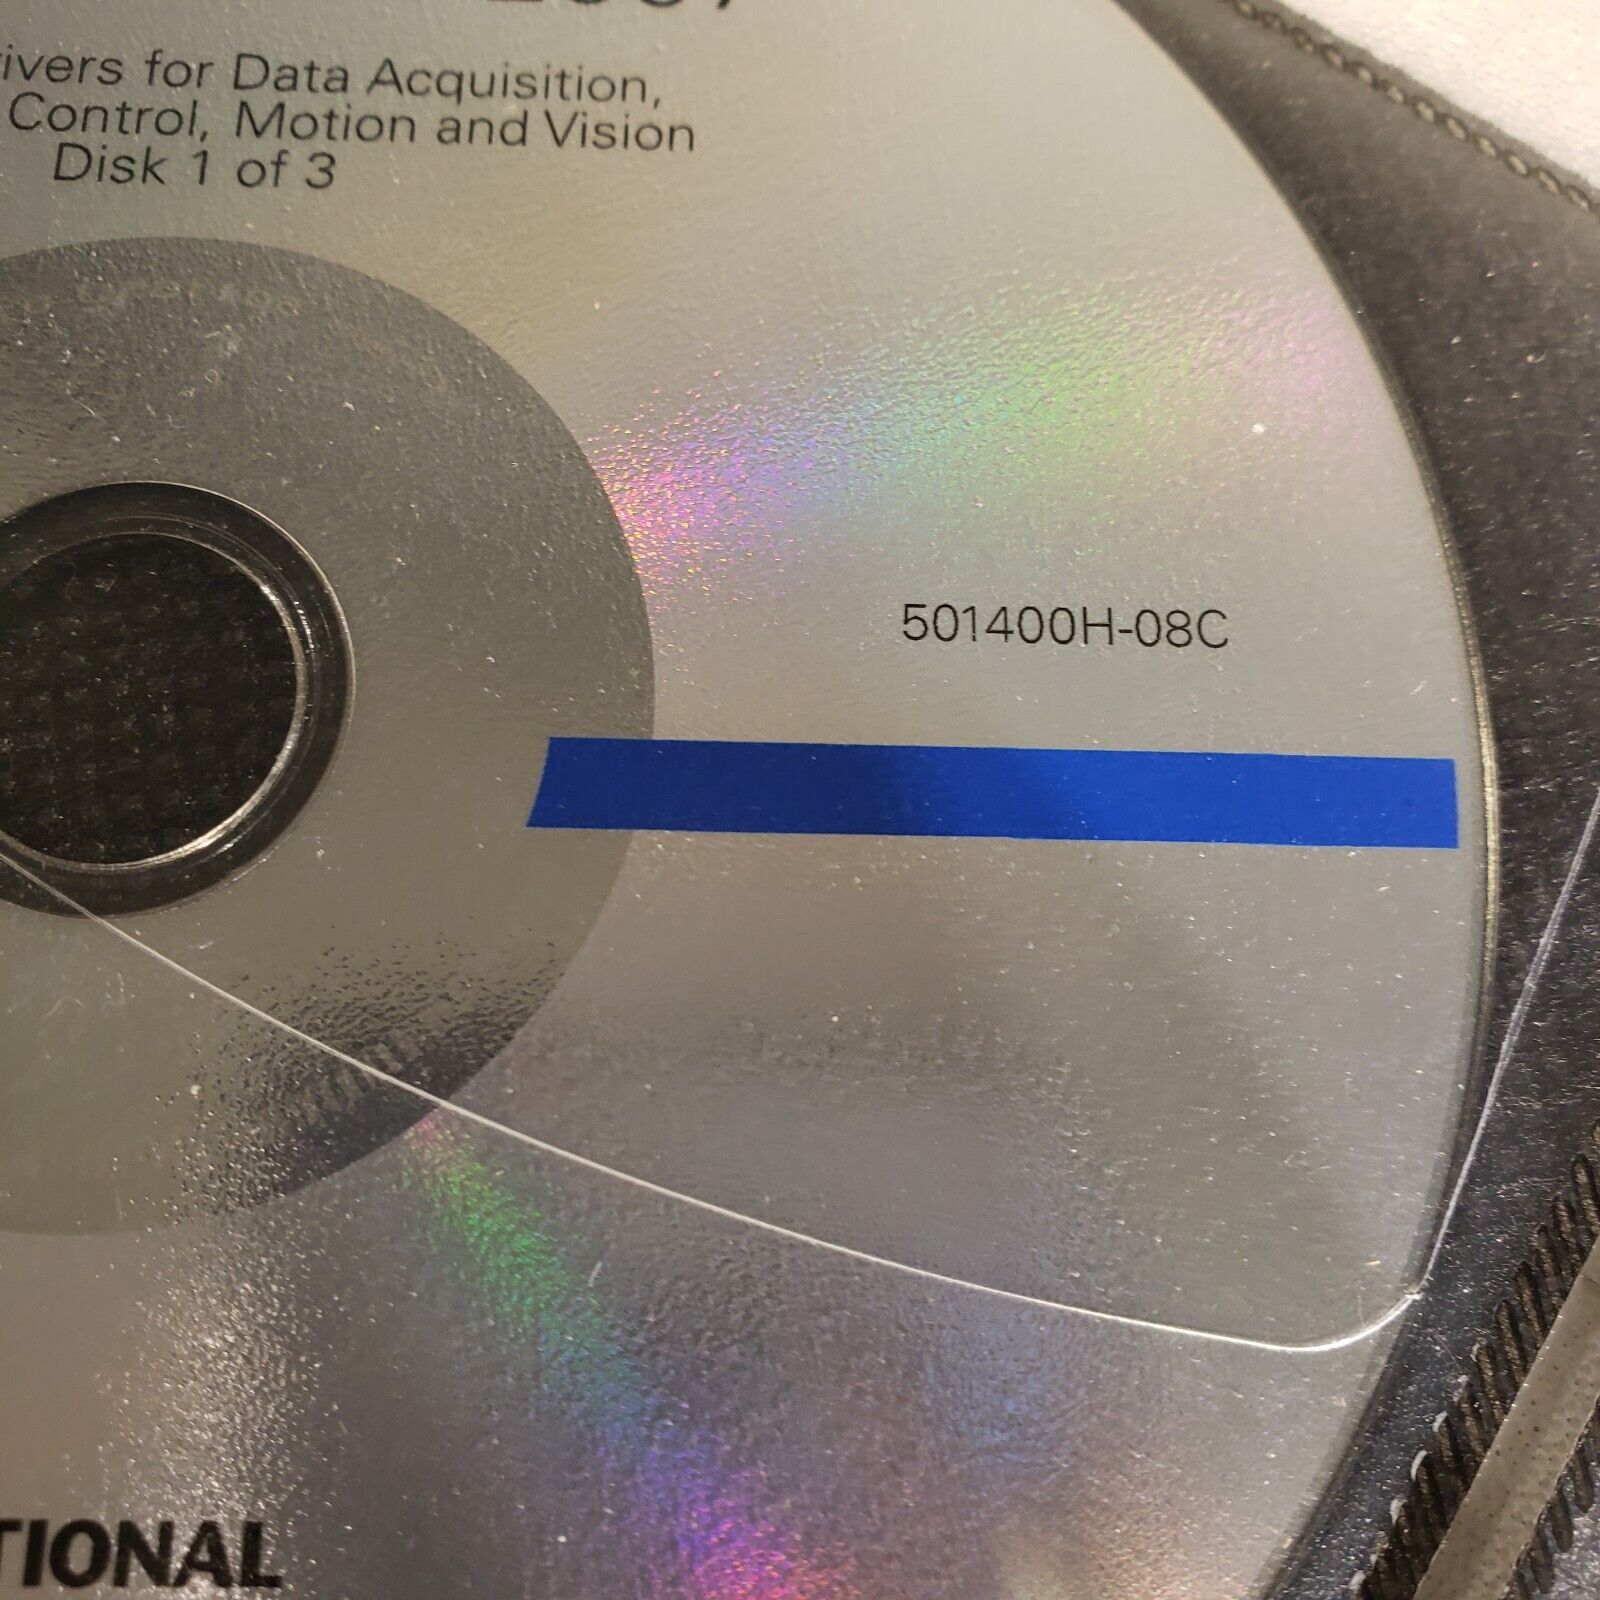 ivers for Data Acquisition,
Control, Motion and Vision
Disk 1 of 3
501400H-08C
TIONAL